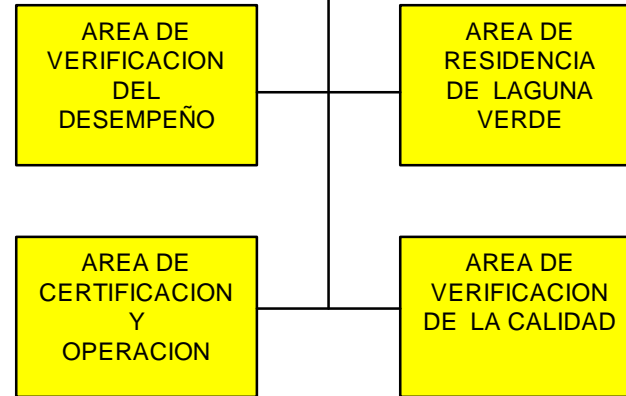 AREA DE
VERIFICACION
DEL
DESEMPEÑO
AREA DE
RESIDENCIA
DE LAGUNA
VERDE
AREA DE
CERTIFICACION
Y
OPERACION
AREA DE
VERIFICACION
DE LA CALIDAD